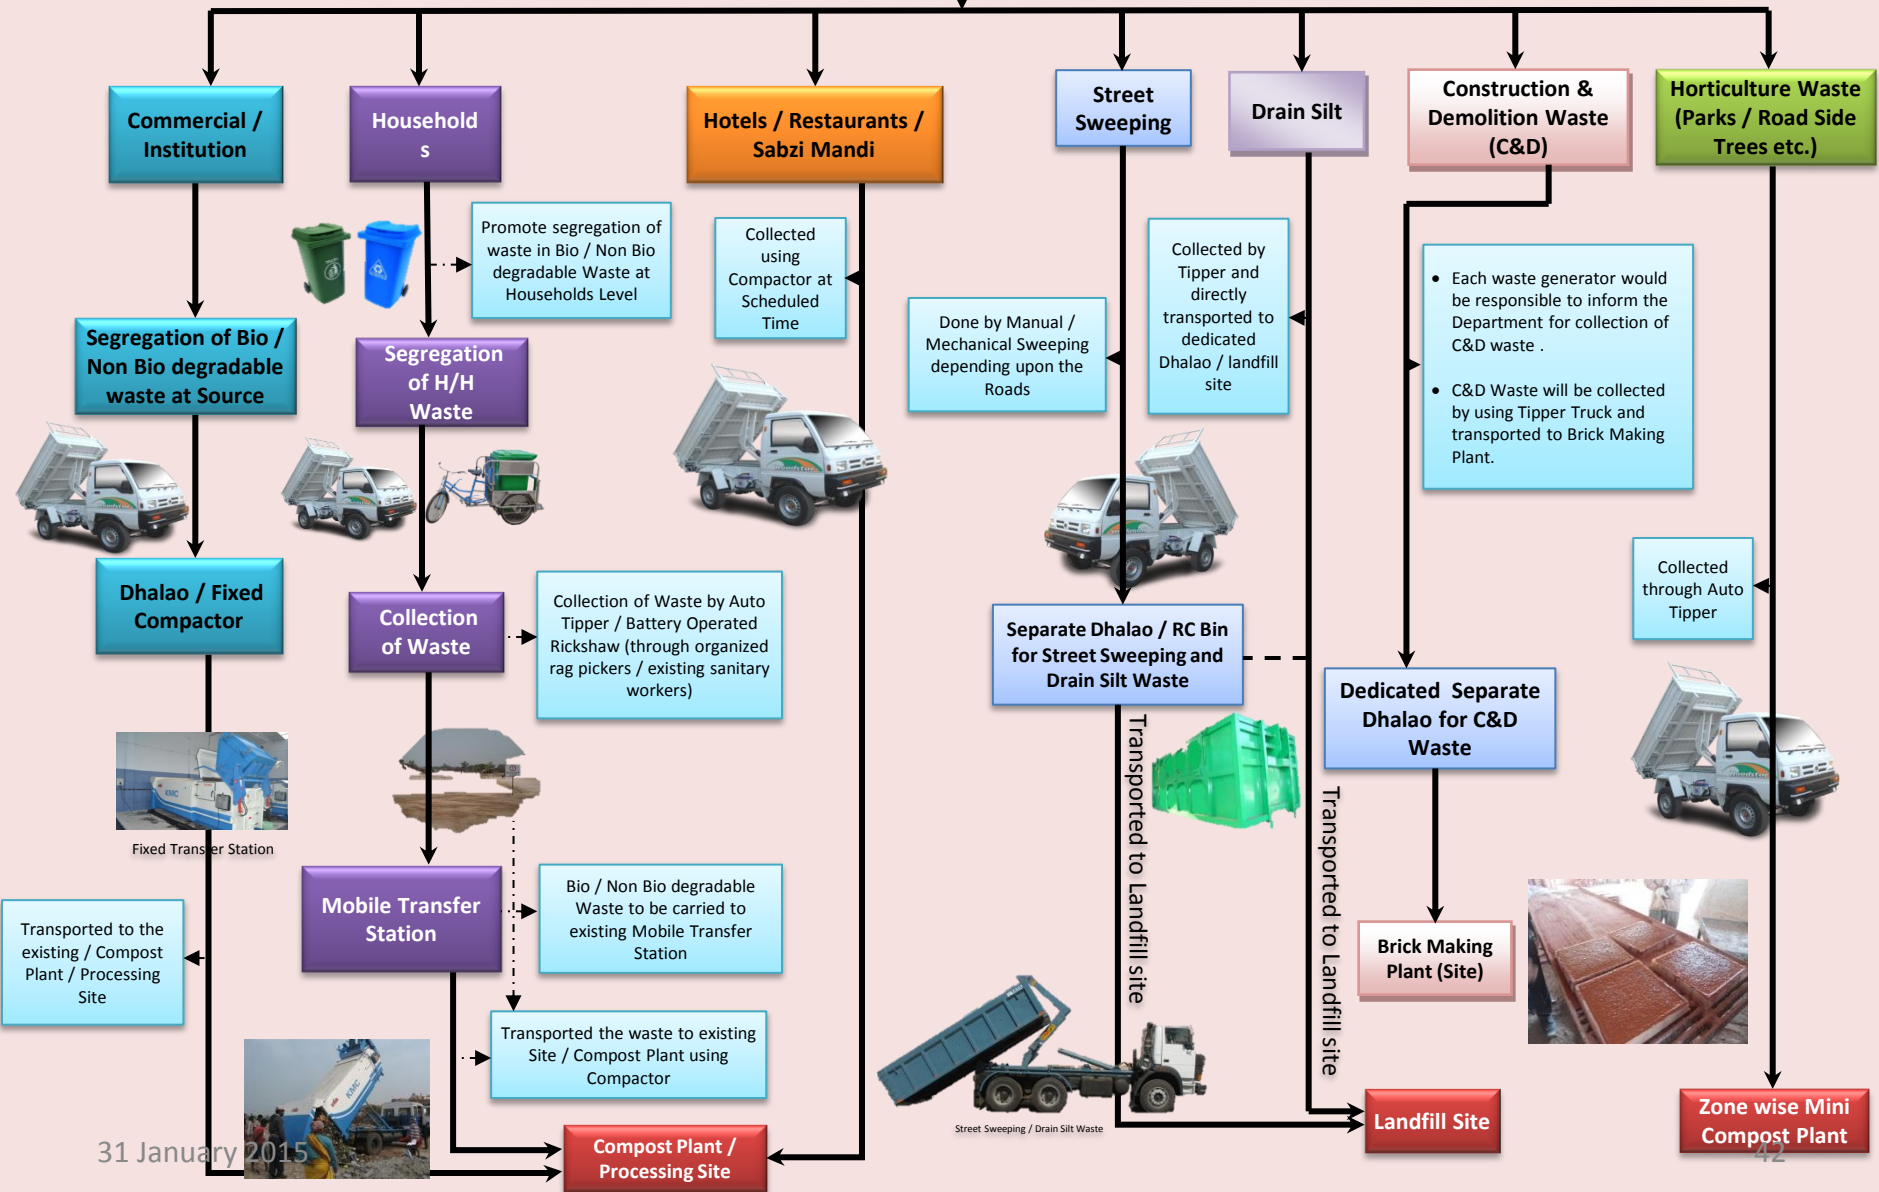 Commercial /
Institution
Household
s
Hotels / Restaurants /
Sabzi Mandi
Street
Sweeping
Drain Silt
Construction &
Demolition Waste
(C&D)
Horticulture Waste
(Parks / Road Side
Trees etc.)
Promote segregation of
waste in Bio / Non Bio
degradable Waste at
Households Level
Collected
using
Compactor at
Scheduled
Time
Collected by
Tipper and
directly
transported to
dedicated
Dhalao / landfill
site
Done by Manual /
Mechanical Sweeping
depending upon the
Roads
• Each waste generator would
be responsible to inform the
Department for collection of
C&D waste .
• C&D Waste will be collected
by using Tipper Truck and
transported to Brick Making
Plant.
Segregation of Bio /
Non Bio degradable
waste at Source
Segregation
of H/H
Waste
Dhalao / Fixed
Compactor
Collection
of Waste
Collection of Waste by Auto
Tipper / Battery Operated
Rickshaw (through organized
rag pickers / existing sanitary
workers)
Separate Dhalao / RC Bin
for Street Sweeping and
Drain Silt Waste
Collected
through Auto
Tipper
Dedicated Separate
Dhalao for C&D
Waste
Transported to Landfill site
Transported to Landfill site
KMC
Fixed Transfer Station
Mobile Transfer
Station
Bio / Non Bio degradable
Waste to be carried to
existing Mobile Transfer
Station
Transported to the
existing / Compost
Plant / Processing
Site
Brick Making
Plant (Site)
Transported the waste to existing
Site / Compost Plant using
Compactor
KMC
Street Sweeping / Drain Silt Waste
Compost Plant /
Processing Site
Landfill Site
Zone wise Mini
Compost Plant
31 January 2015
42